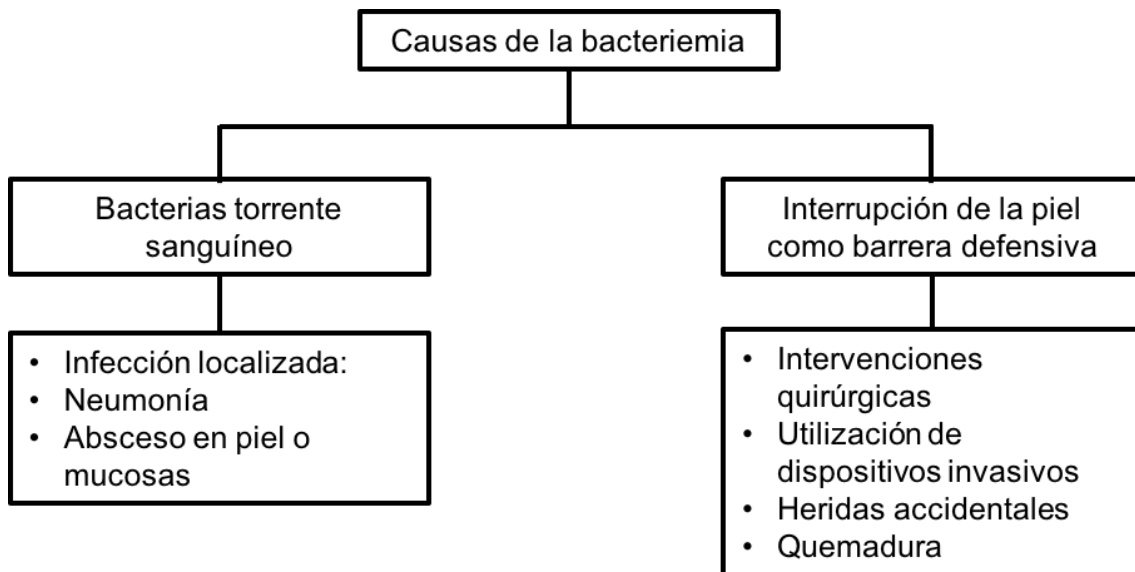 Causas de la bacteriemia
Bacterias torrente
sanguíneo
Interrupción de la piel
como barrera defensiva
• Infección localizada:
• Neumonía
• Absceso en piel o
mucosas
• Intervenciones
quirúrgicas
• Utilización de
dispositivos invasivos
• Heridas accidentales
• Quemadura